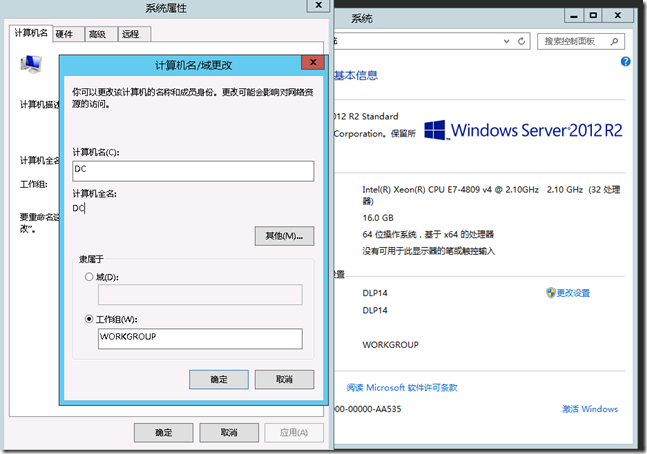 系统属性
计算机名
硬件
高级
远程
计算机描述
计算机全名
工作组:
要重命名这
改"。
计算机名/域更改
你可以更改该计算机的名称和成员身份。更改可能会影响对网络资
源的访问。
计算机名(C):
DC
计算机全名:
DC
其他(M)...
隶属于
域(D):
工作组(W):
WORKGROUP
确定
取消
确定
取消
应用(A)
系统
搜索控制面板
基本信息
012 R2 Standard
Corporation。保留所
Windows Server 2012 R2
Intel(R) Xeon(R) CPU E7-4809 v4 @ 2.10GHz 2.10 GHz (32 处理
器)
16.0 GB
64 位操作系统，基于 x64 的处理器
没有可用于此显示器的笔或触控输入
设置
DLP14
更改设置
DLP14
WORKGROUP
阅读 Microsoft 软件许可条款
000-00000-AA535
激活 Windows